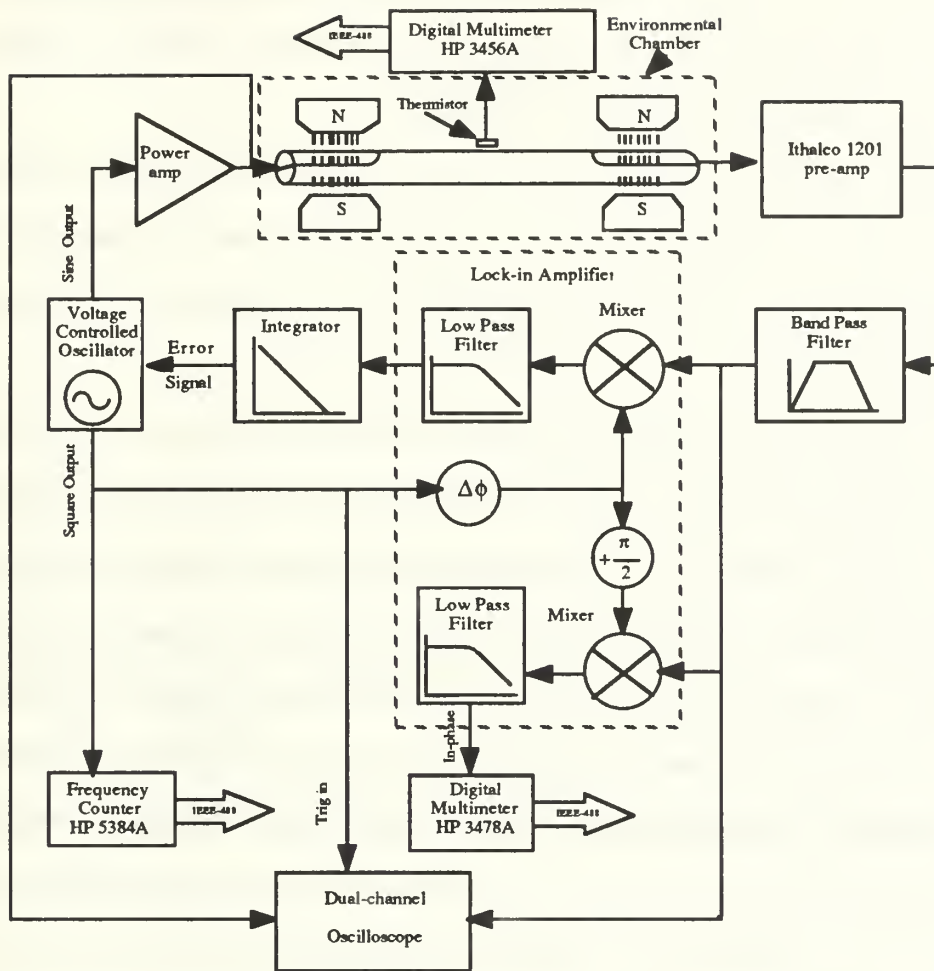 Digital Multimeter
HP 3456A
IEEE-488
Environmental
Chamber
Thermistor
N
N
S
S
Power
amp
Ithalco 1201
pre-amp
Sine Output
Lock-in Amplifier
Voltage
Controlled
Oscillator
Error
Signal
Integrator
Low Pass
Filter
Mixer
Band Pass
Filter
Square Output
Δϕ
+ π/2
Low Pass
Filter
Mixer
In-phase
Trig in
Frequency
Counter
HP 5384A
IEEE-488
Digital
Multimeter
HP 3478A
IEEE-488
Dual-channel
Oscilloscope